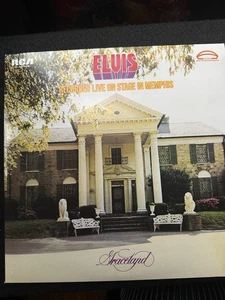 RCA
ELVIS
RECORDED LIVE ON STAGE IN MEMPHIS
Graceland